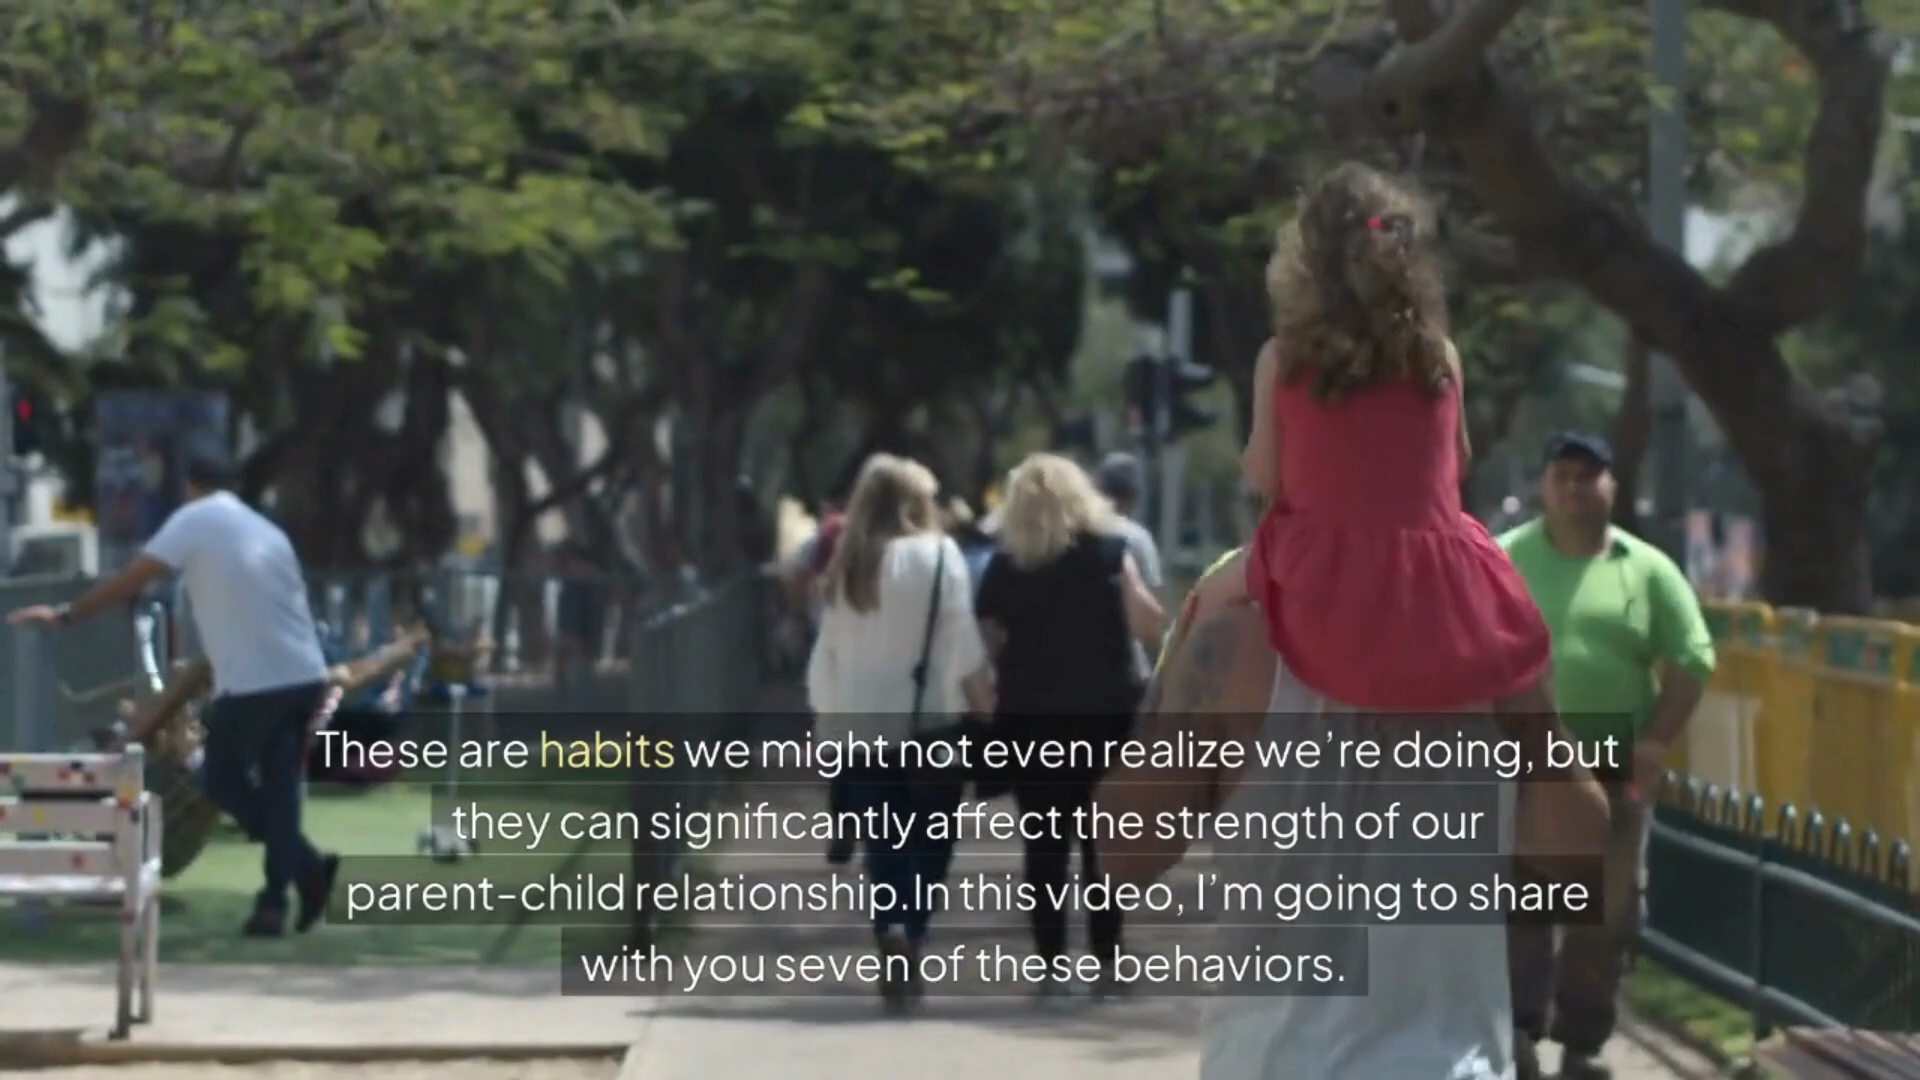 These are habits we might not even realize we’re doing, but
they can significantly affect the strength of our
parent-child relationship.In this video, I’m going to share
with you seven of these behaviors.